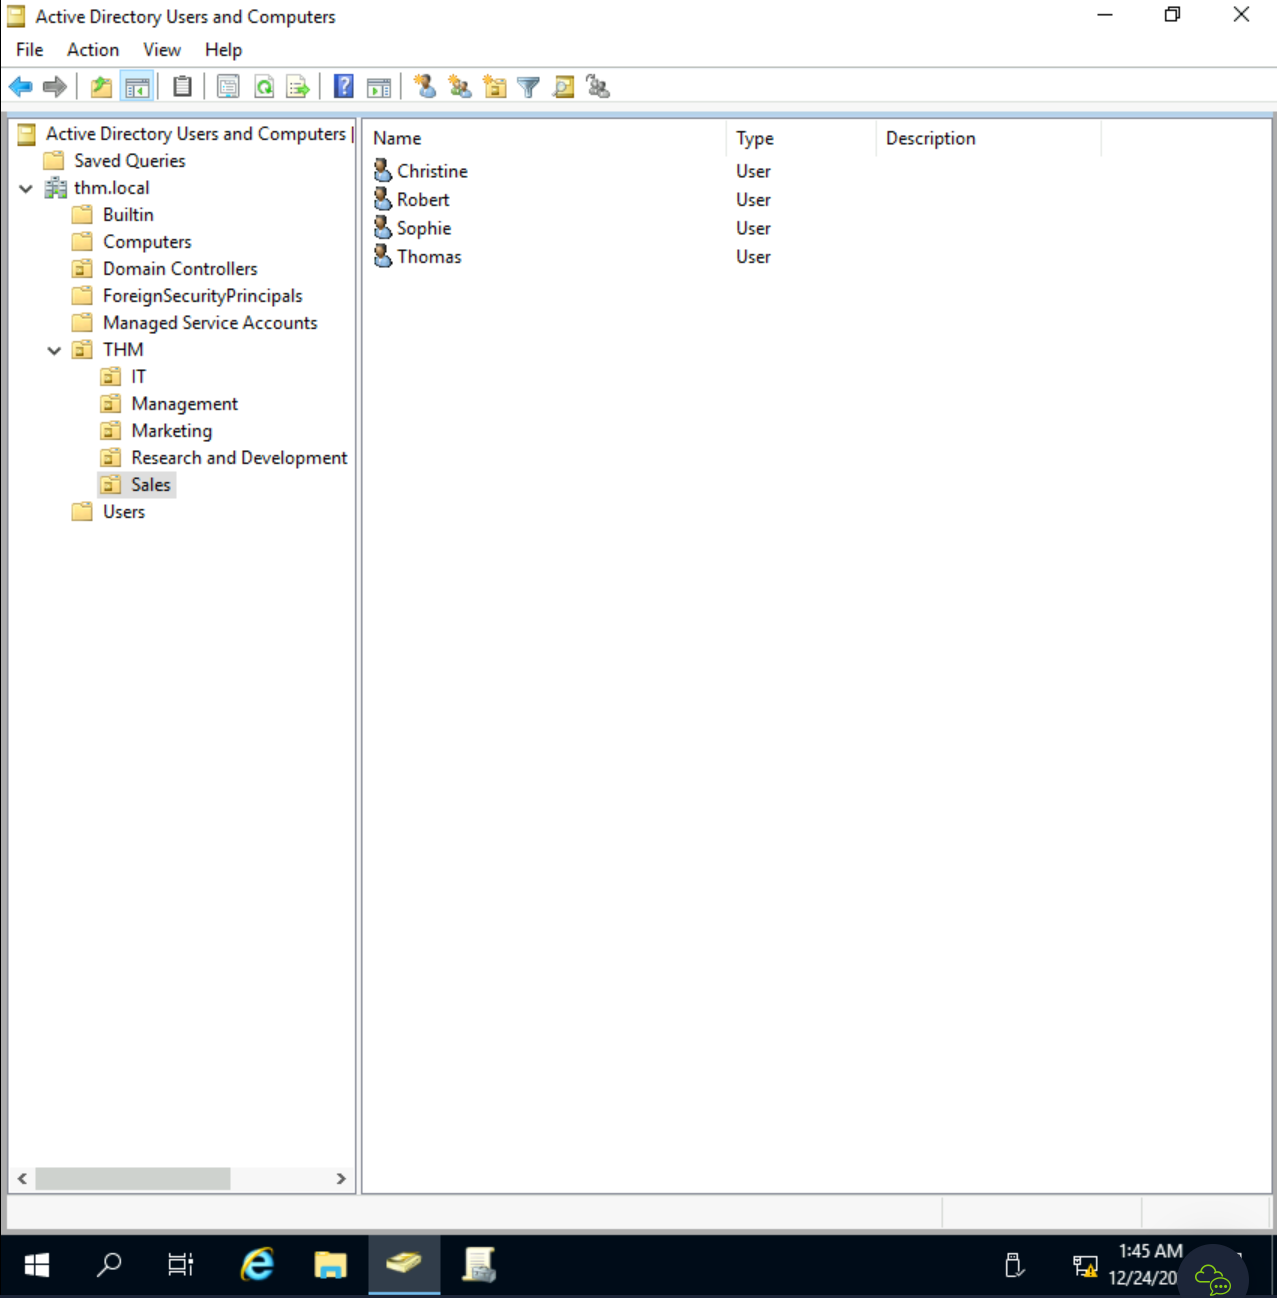 Active Directory Users and Computers
File Action View Help
Active Directory Users and Computers
Name Type Description
Saved Queries
Christine User
thm.local
Robert User
Builtin
Sophie User
Computers
Thomas User
Domain Controllers
ForeignSecurityPrincipals
Managed Service Accounts
THM
IT
Management
Marketing
Research and Development
Sales
Users
1:45 AM
12/24/20